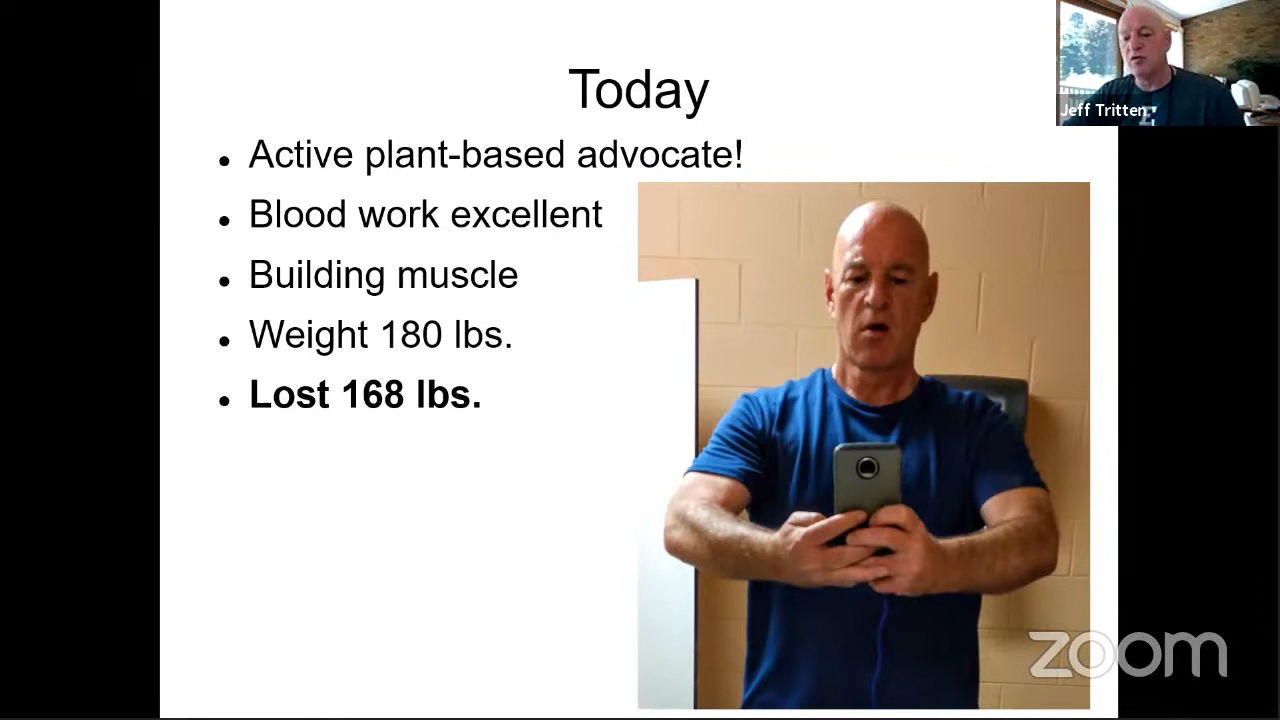 Today
Active plant-based advocate!
Blood work excellent
Building muscle
Weight 180 lbs.
Lost 168 lbs.
Jeff Tritten
zoom